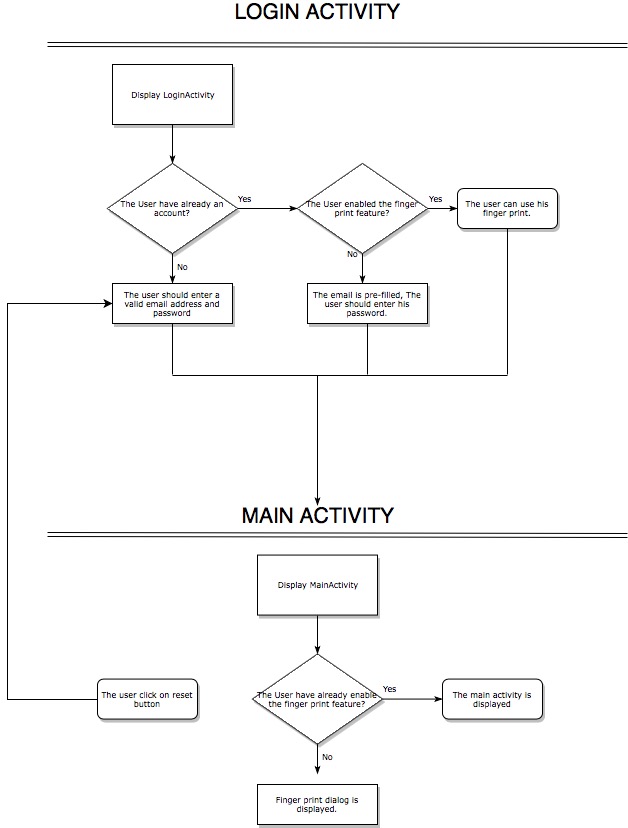 LOGIN ACTIVITY
Display LoginActivity
The User have already an
account?
Yes
The User enabled the finger
print feature?
Yes
The user can use his
finger print.
No
No
The user should enter a
valid email address and
password
The email is pre-filled, The
user should enter his
password.
MAIN ACTIVITY
Display MainActivity
The user click on reset
button
The User have already enable
the finger print feature?
Yes
The main activity is
displayed
No
Finger print dialog is
displayed.